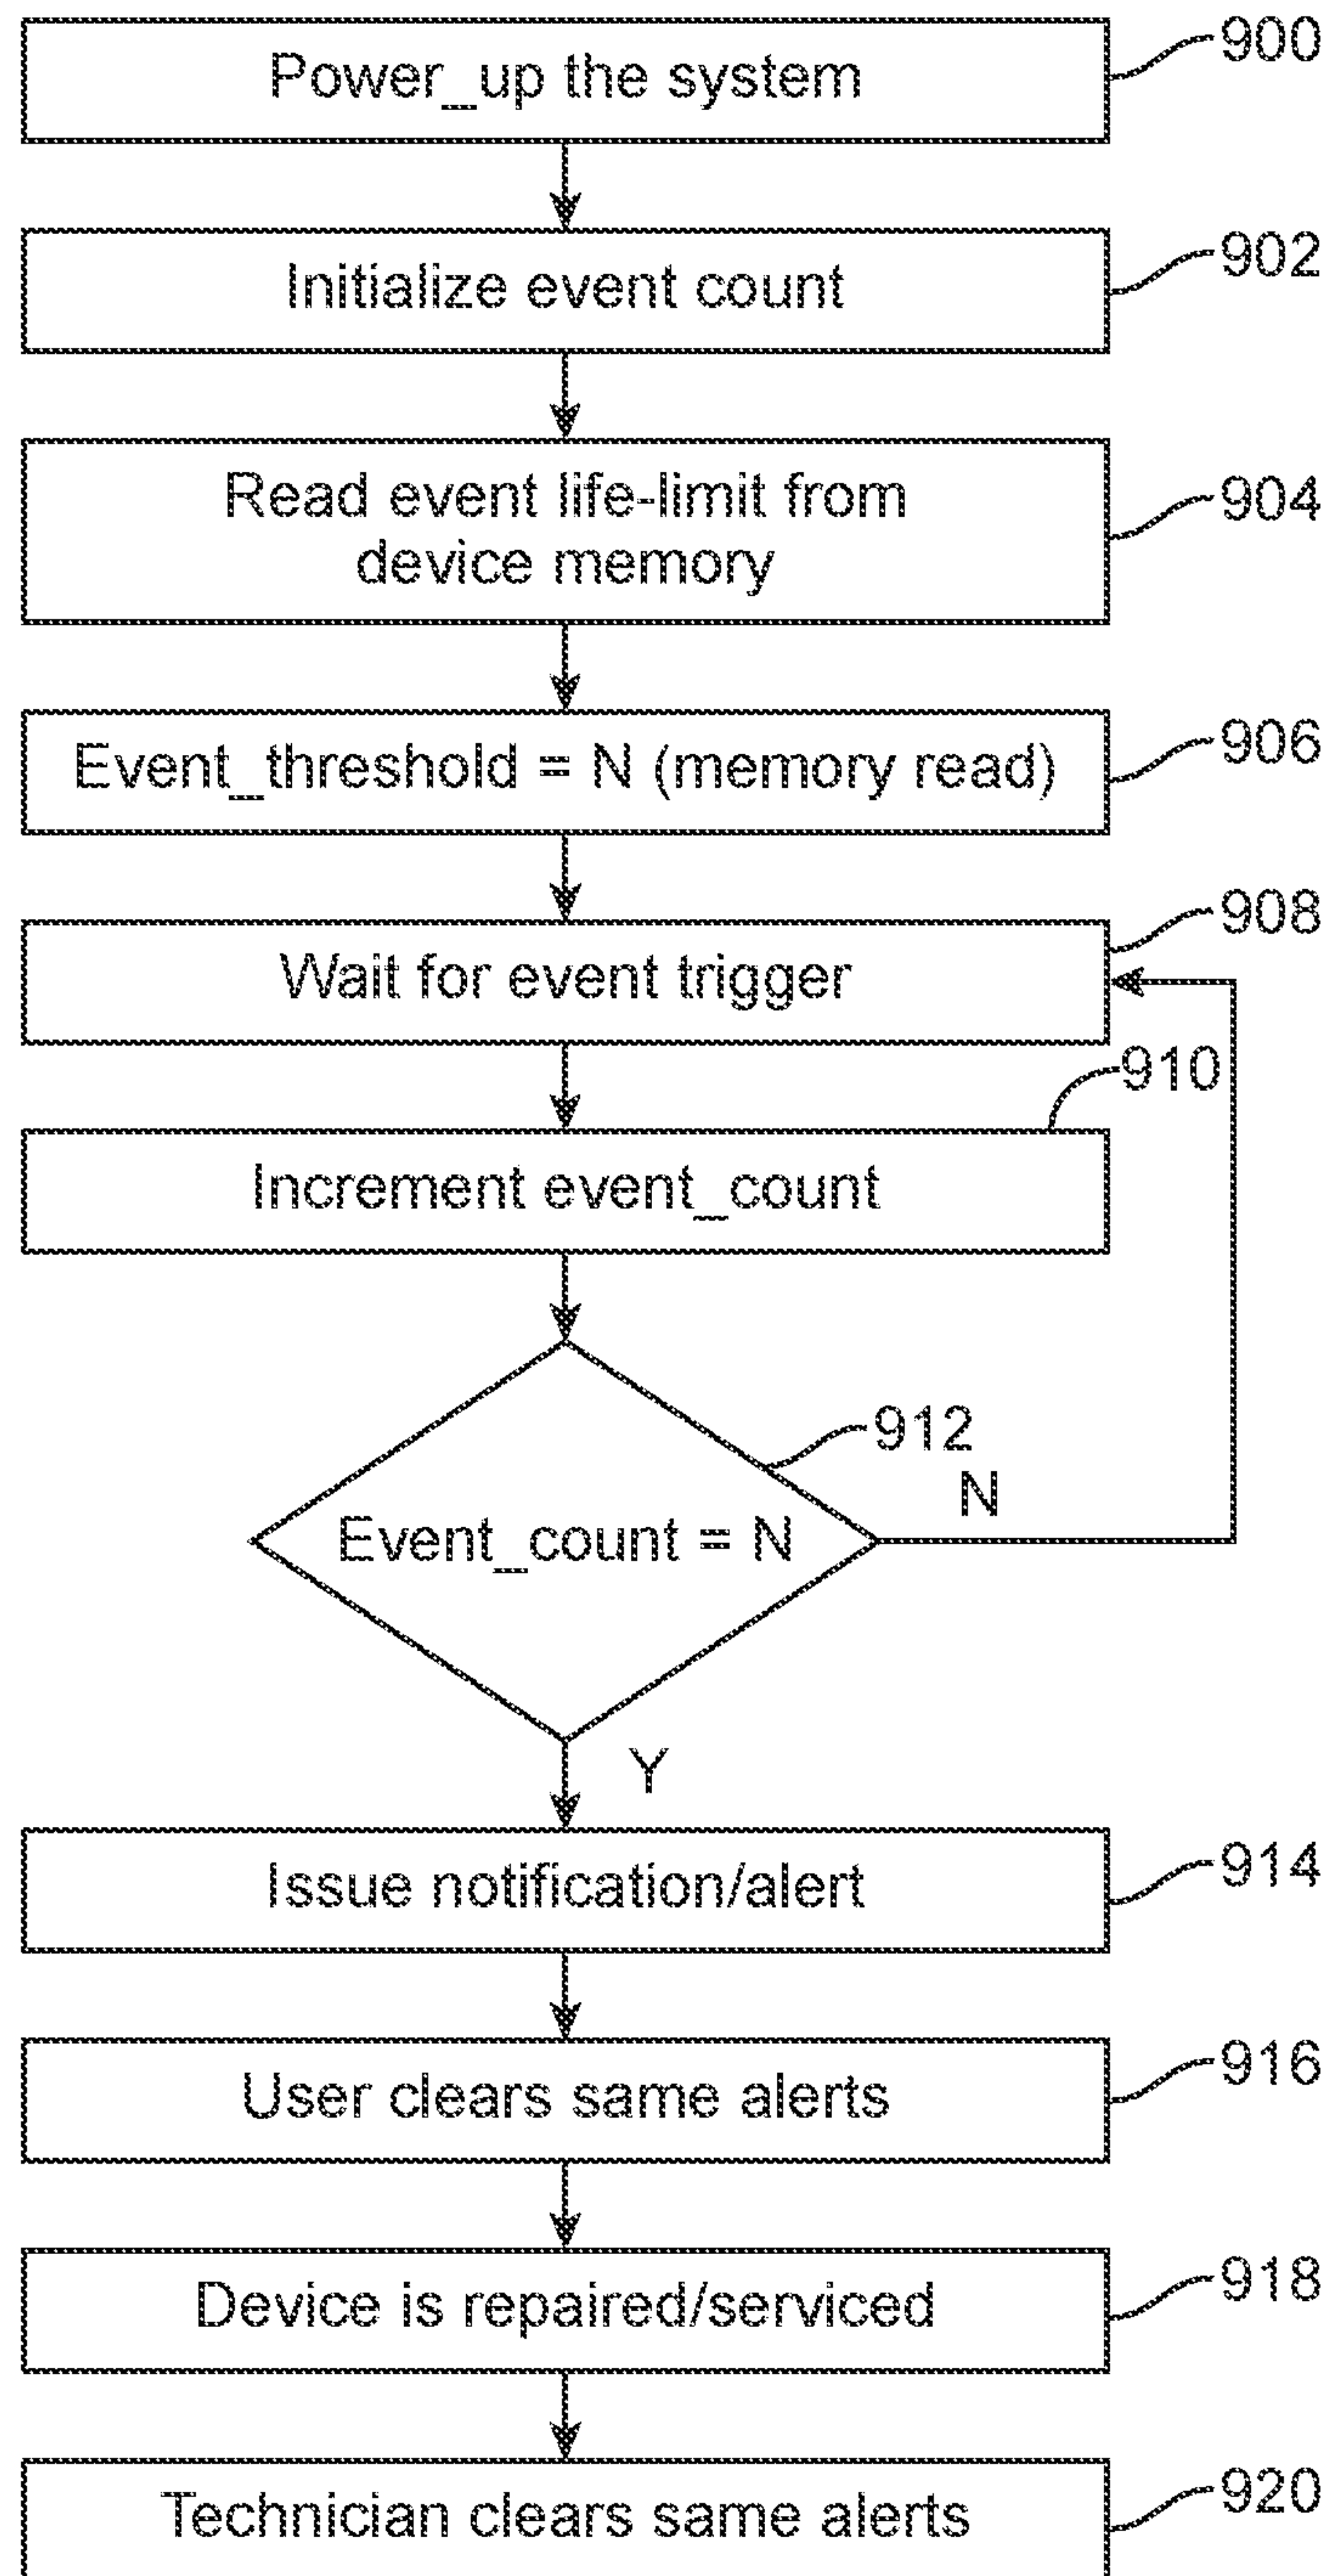 Power_up the system
900
Initialize event count
902
Read event life-limit from
device memory
904
Event_threshold = N (memory read)
906
Wait for event trigger
908
Increment event_count
910
Event_count = N
912
N
Y
Issue notification/alert
914
User clears same alerts
916
Device is repaired/serviced
918
Technician clears same alerts
920